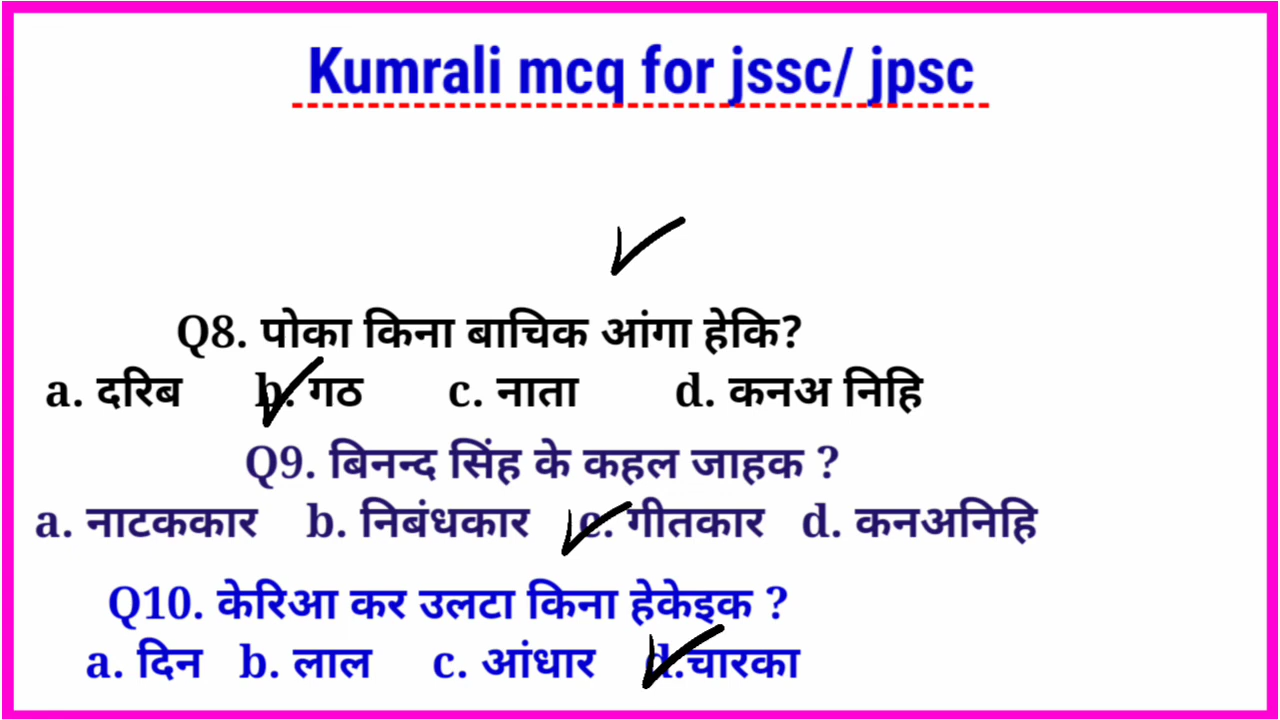 Kumrali mcq for jssc/ jpsc
Q8. पोका किना बाचिक आंगा हेकि?
a. दरिब b. गठ c. नाता d. कनअ निहि
Q9. बिनन्द सिंह के कहल जाहक ?
a. नाटककार b. निबंधकार c. गीतकार d. कनअनिहि
Q10. केरिआ कर उलटा किना हेकेइक ?
a. दिन b. लाल c. आंधार d.चारका